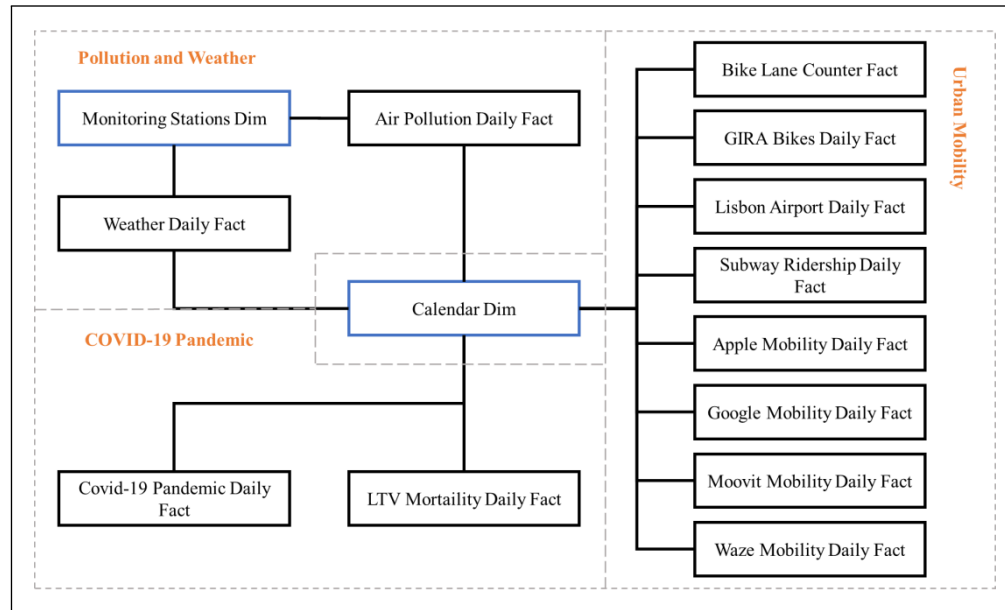 Pollution and Weather
Monitoring Stations Dim
Air Pollution Daily Fact
Weather Daily Fact
Calendar Dim
COVID-19 Pandemic
Covid-19 Pandemic Daily
Fact
LTV Mortaility Daily Fact
Urban Mobility
Bike Lane Counter Fact
GIRA Bikes Daily Fact
Lisbon Airport Daily Fact
Subway Ridership Daily
Fact
Apple Mobility Daily Fact
Google Mobility Daily Fact
Moovit Mobility Daily Fact
Waze Mobility Daily Fact